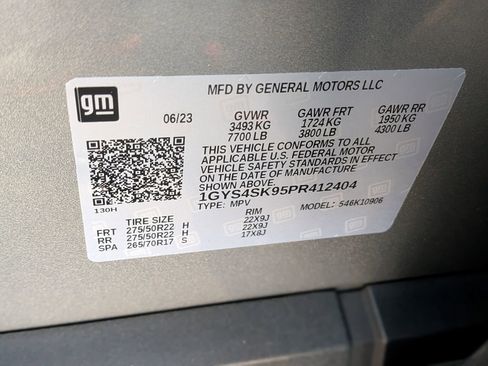 gm
MFD BY GENERAL MOTORS LLC
06/23 GVWR GAWR FRT GAWR RR
3493 KG 1724 KG 1950 KG
7700 LB 3800 LB 4300 LB
THIS VEHICLE CONFORMS TO ALL
APPLICABLE U.S. FEDERAL MOTOR
VEHICLE SAFETY STANDARDS IN EFFECT
ON THE DATE OF MANUFACTURE
SHOWN ABOVE.
1GYS4SK95PR412404
TYPE: MPV MODEL: 546K10906
130H
TIRE SIZE RIM
FRT 275/50R22 H 22X9J
RR 275/50R22 H 22X9J
SPA 265/70R17 S 17X8J